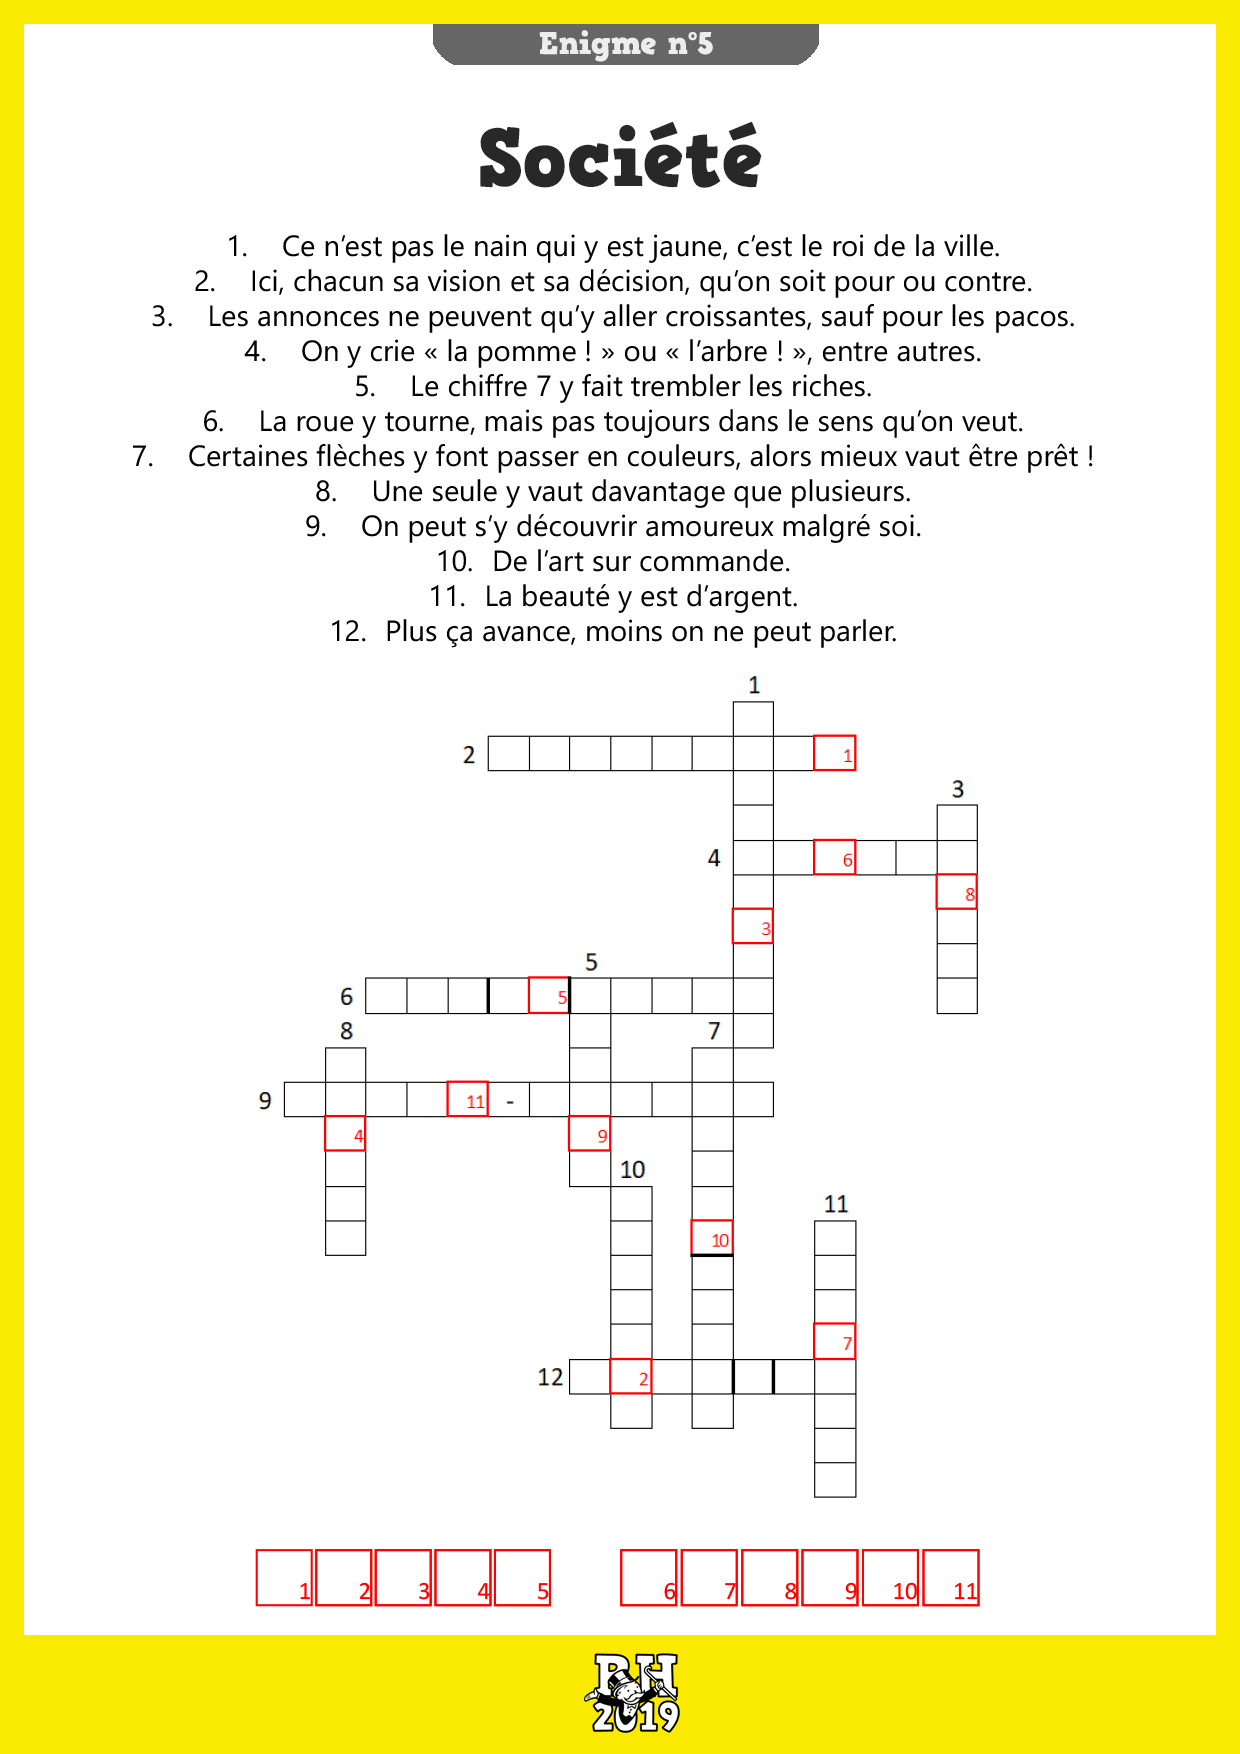 Enigme n°5
Société
1. Ce n’est pas le nain qui y est jaune, c’est le roi de la ville.
2. Ici, chacun sa vision et sa décision, qu’on soit pour ou contre.
3. Les annonces ne peuvent qu’y aller croissantes, sauf pour les pacos.
4. On y crie « la pomme ! » ou « l’arbre ! », entre autres.
5. Le chiffre 7 y fait trembler les riches.
6. La roue y tourne, mais pas toujours dans le sens qu’on veut.
7. Certaines flèches y font passer en couleurs, alors mieux vaut être prêt !
8. Une seule y vaut davantage que plusieurs.
9. On peut s’y découvrir amoureux malgré soi.
10. De l’art sur commande.
11. La beauté y est d’argent.
12. Plus ça avance, moins on ne peut parler.
1
2 1
3
4 6
8
3
5
6 5
8 7
9 11 -
4 9
10
11
10
7
12 2
1 2 3 4 5 6 7 8 9 10 11
RH
2019